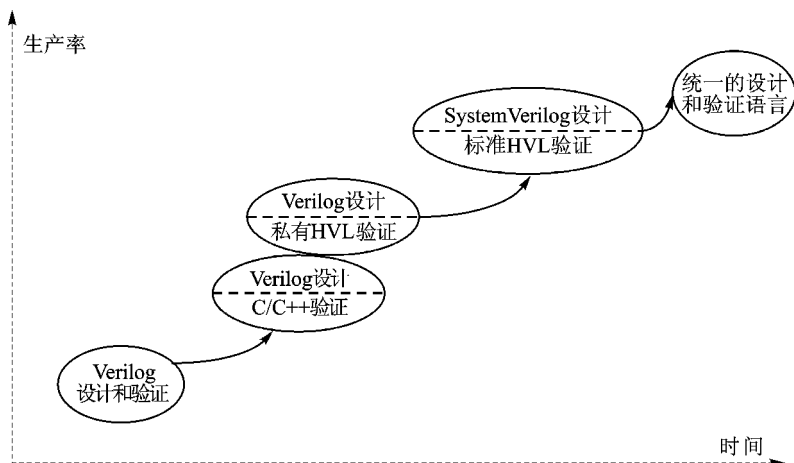 生产率
统一的设计
和验证语言
SystemVerilog设计
标准HVL验证
Verilog设计
私有HVL验证
Verilog设计
C/C++验证
Verilog
设计和验证
时间